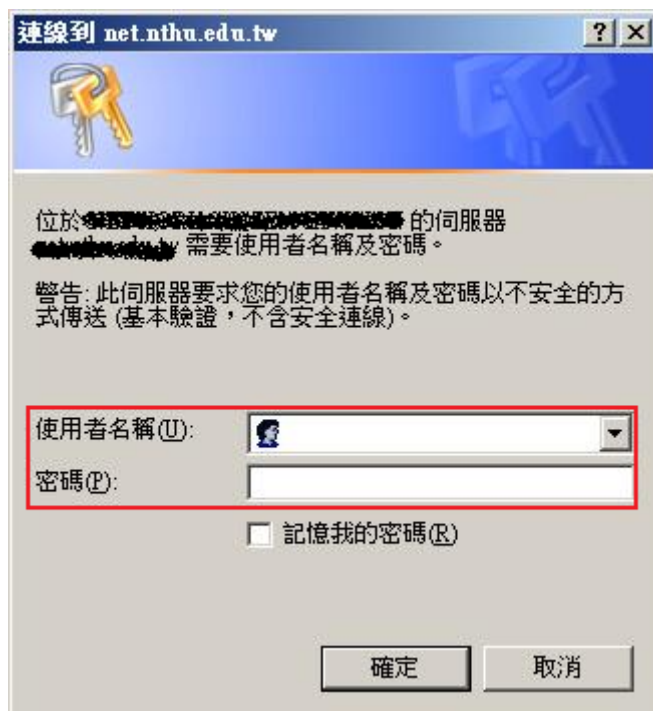 連線到 net.nthu.edu.tw
位於 的伺服器
需要使用者名稱及密碼。
警告: 此伺服器要求您的使用者名稱及密碼以不安全的方
式傳送 (基本驗證，不含安全連線)。
使用者名稱(U):
密碼(P):
記憶我的密碼(R)
確定 取消